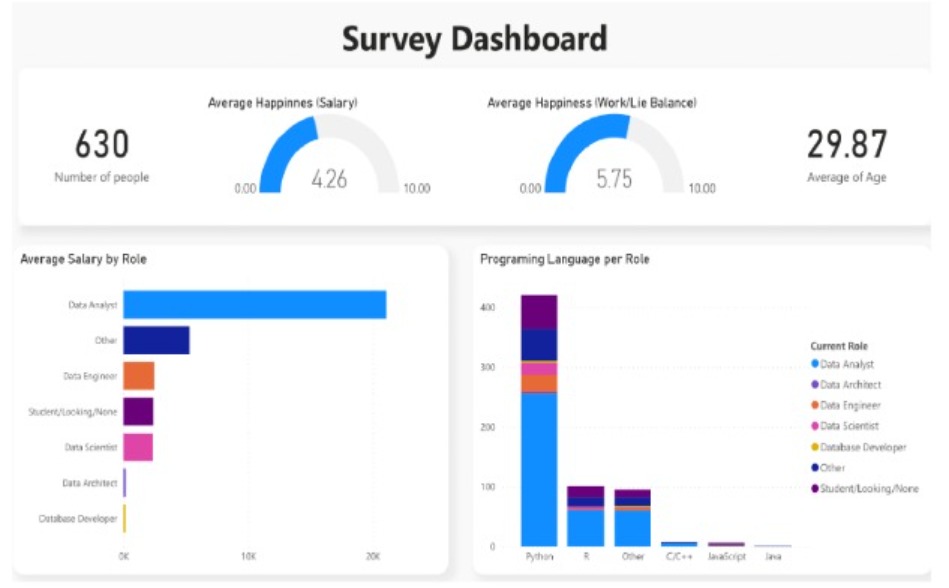 Survey Dashboard
Average Happinnes (Salary)
Average Happiness (Work/Lie Balance)
630
Number of people
0.00
4.26
10.00
0.00
5.75
10.00
29.87
Average of Age
Average Salary by Role
Data Analyst
Other
Data Engineer
Student/Looking/None
Data Scientist
Data Architect
Database Developer
0K
10K
20K
Programing Language per Role
400
300
200
100
0
Python
R
Other
C/C++
JavaScript
Java
Current Role
Data Analyst
Data Architect
Data Engineer
Data Scientist
Database Developer
Other
Student/Looking/None